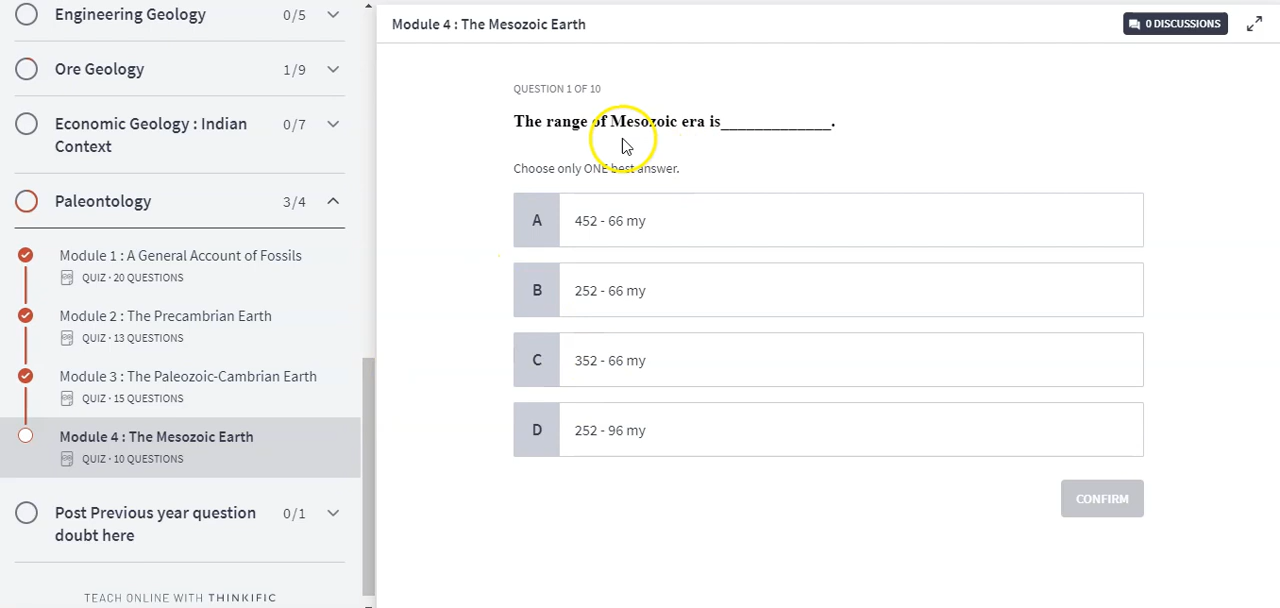 Engineering Geology 0/5
Ore Geology 1/9
Economic Geology : Indian 0/7
Context
Paleontology 3/4
Module 1 : A General Account of Fossils
QUIZ · 20 QUESTIONS
Module 2 : The Precambrian Earth
QUIZ · 13 QUESTIONS
Module 3 : The Paleozoic-Cambrian Earth
QUIZ · 15 QUESTIONS
Module 4 : The Mesozoic Earth
QUIZ · 10 QUESTIONS
Post Previous year question 0/1
doubt here
TEACH ONLINE WITH THINKIFIC
Module 4 : The Mesozoic Earth
0 DISCUSSIONS
QUESTION 1 OF 10
The range of Mesozoic era is_____________.
Choose only ONE best answer.
A 452 - 66 my
B 252 - 66 my
C 352 - 66 my
D 252 - 96 my
CONFIRM